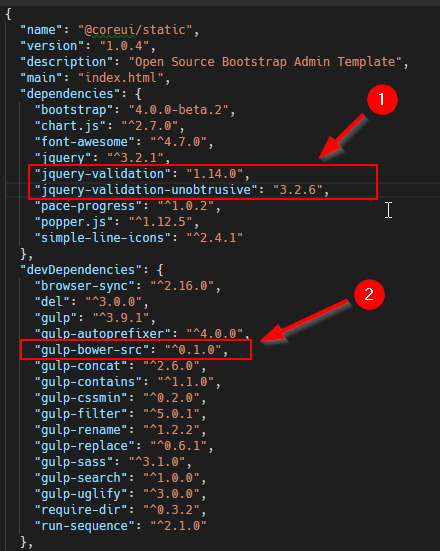 {
"name": "@coreui/static",
"version": "1.0.4",
"description": "Open Source Bootstrap Admin Template",
"main": "index.html",
"dependencies": {
"bootstrap": "4.0.0-beta.2",
"chart.js": "^2.7.0",
"font-awesome": "^4.7.0",
"jquery": "^3.2.1",
"jquery-validation": "1.14.0",
"jquery-validation-unobtrusive": "3.2.6",
"pace-progress": "^1.0.2",
"popper.js": "^1.12.5",
"simple-line-icons": "^2.4.1"
},
"devDependencies": {
"browser-sync": "^2.16.0",
"del": "^3.0.0",
"gulp": "^3.9.1",
"gulp-autoprefixer": "^4.0.0",
"gulp-bower-src": "^0.1.0",
"gulp-concat": "^2.6.0",
"gulp-contains": "^1.1.0",
"gulp-cssmin": "^0.2.0",
"gulp-filter": "^5.0.1",
"gulp-rename": "^1.2.2",
"gulp-replace": "^0.6.1",
"gulp-sass": "^3.1.0",
"gulp-search": "^1.0.0",
"gulp-uglify": "^3.0.0",
"require-dir": "^0.3.2",
"run-sequence": "^2.1.0"
},
1
2